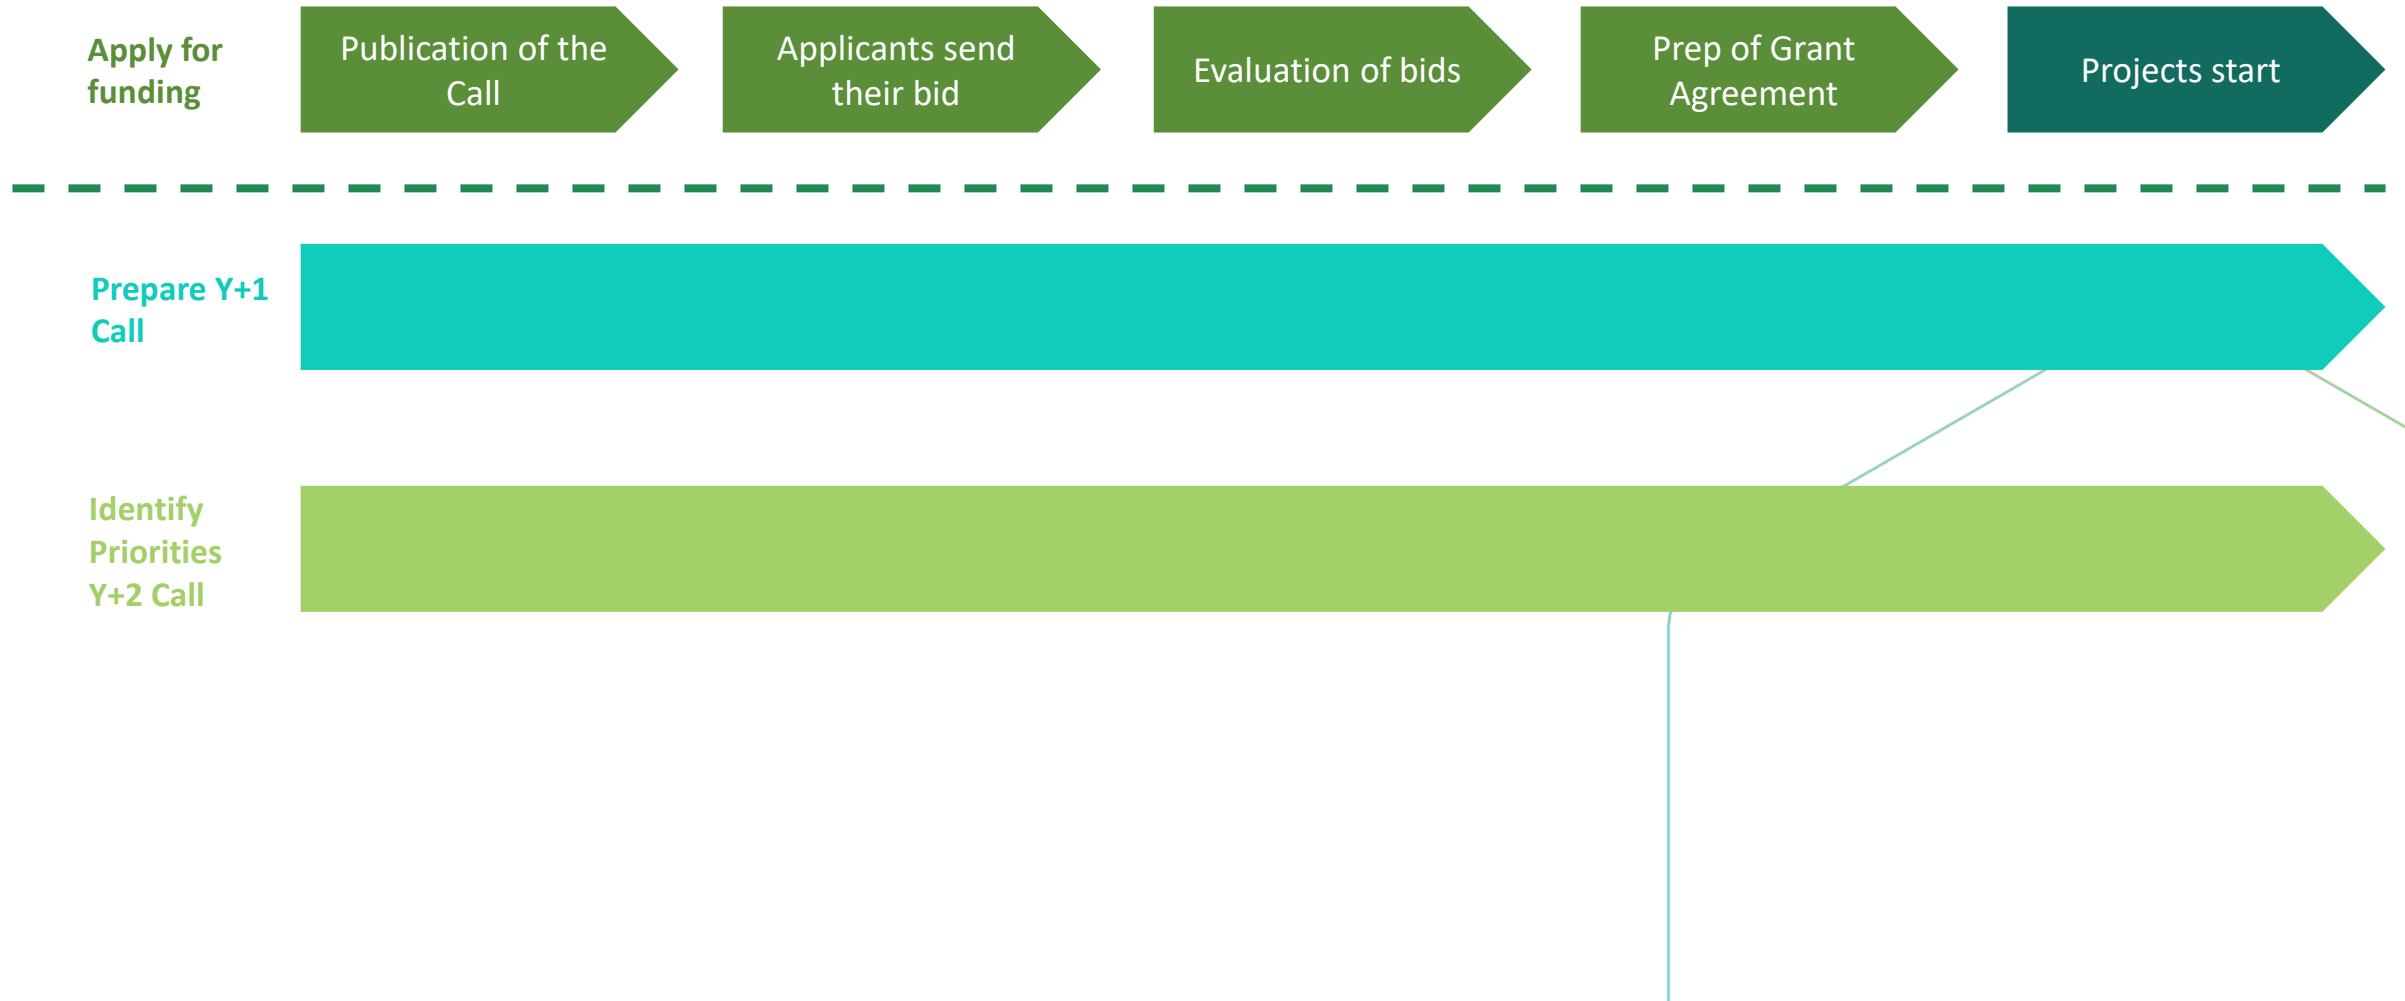 Apply for
funding
Publication of the
Call
Applicants send
their bid
Evaluation of bids
Prep of Grant
Agreement
Projects start
Prepare Y+1
Call
Identify
Priorities
Y+2 Call